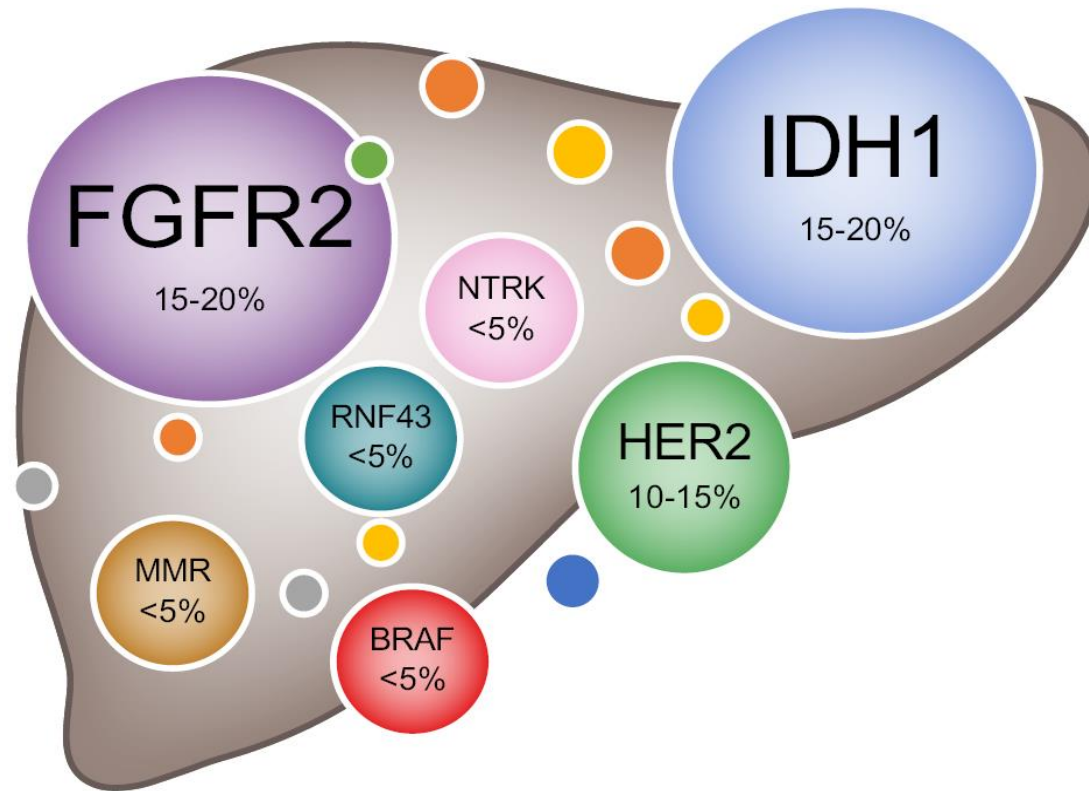 FGFR2
15-20%
IDH1
15-20%
NTRK
<5%
RNF43
<5%
HER2
10-15%
MMR
<5%
BRAF
<5%